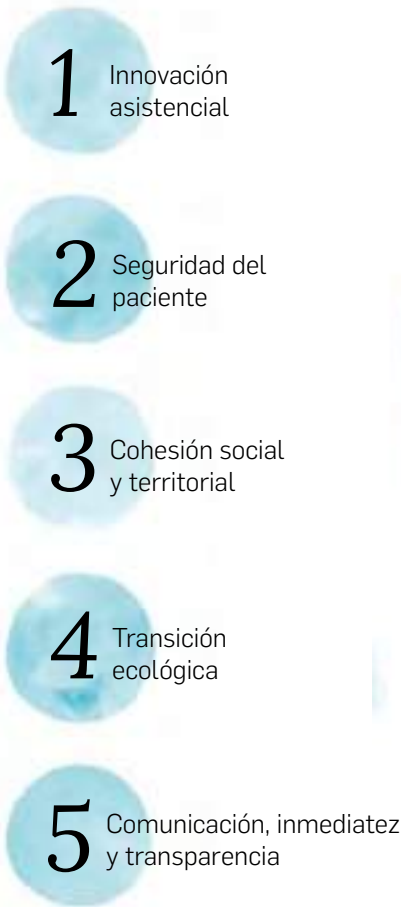 1 Innovación
asistencial
2 Seguridad del
paciente
3 Cohesión social
y territorial
4 Transición
ecológica
5 Comunicación, inmediatez
y transparencia